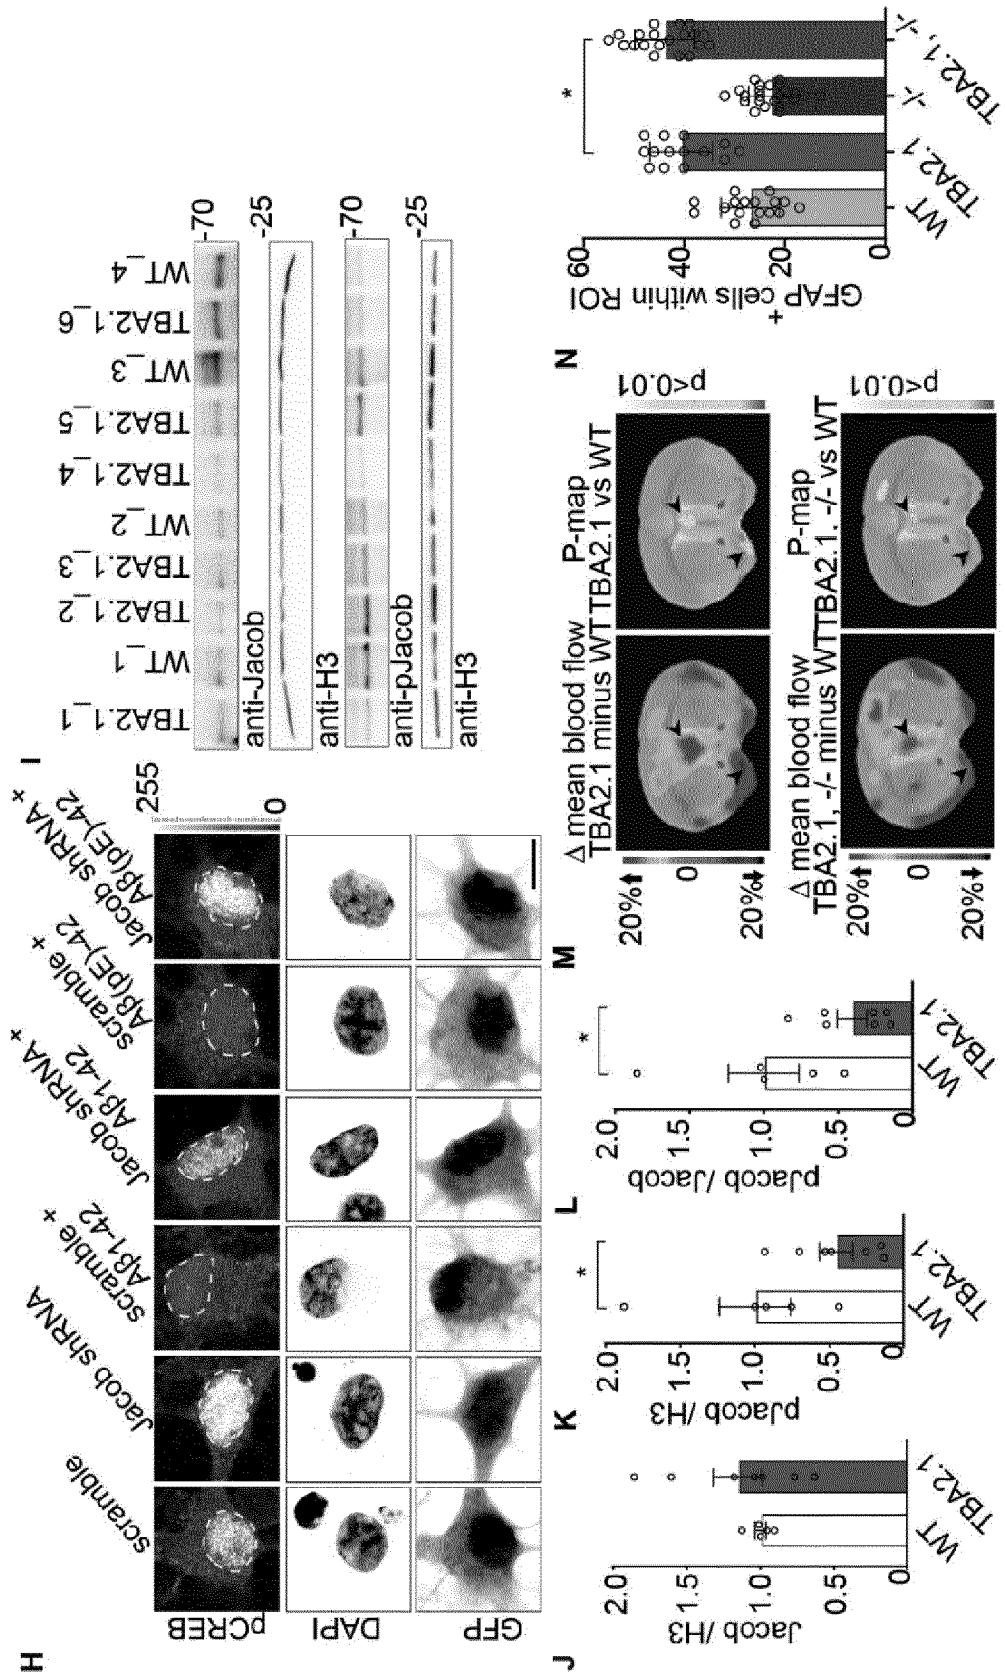 H
scramble
Jacob shRNA
scramble +
Aβ1-42
Jacob shRNA +
Aβ1-42
scramble +
Aβ(pE)-42
Jacob shRNA +
Aβ(pE)-42
pCREB
255
0
DAPI
GFP
I
TBA2.1_1
WT_1
TBA2.1_2
TBA2.1_3
WT_2
TBA2.1_4
TBA2.1_5
WT_3
TBA2.1_6
WT_4
-70
anti-Jacob
-25
anti-H3
-70
anti-pJacob
-25
anti-H3
J
Jacob /H3
2.0
1.5
1.0
0.5
0
WT
TBA2.1
K
pJacob /H3
2.0
1.5
1.0
0.5
0
*
WT
TBA2.1
L
pJacob /Jacob
2.0
1.0
0.5
0
*
WT
TBA2.1
M
Δ mean blood flow
TBA2.1 minus WT
P-map
TBA2.1 vs WT
20%
0
20%
p<0.01
Δ mean blood flow
TBA2.1, -/- minus WT
P-map
TBA2.1. -/- vs WT
20%
0
20%
p<0.01
N
GFAP+ cells within ROI
60
40
20
0
*
WT
TBA2.1
-/-
TBA2.1, -/-